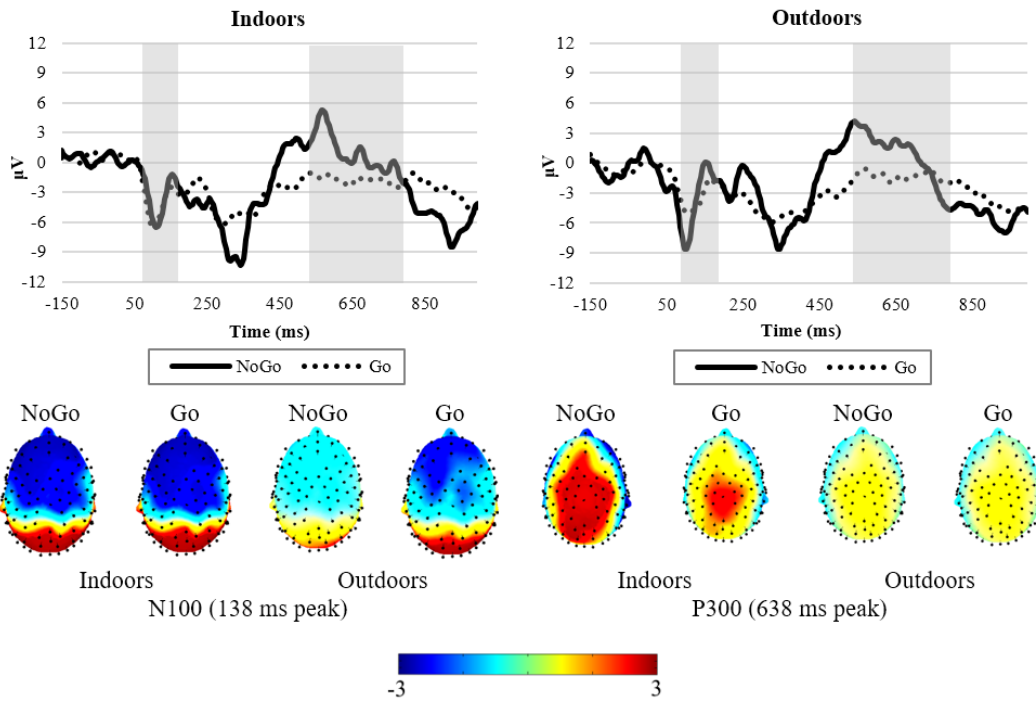 Indoors
12
9
6
3
0
-3
-6
-9
-12
µV
-150 50 250 450 650 850
Time (ms)
NoGo Go
Outdoors
12
9
6
3
0
-3
-6
-9
-12
µV
-150 50 250 450 650 850
Time (ms)
NoGo Go
NoGo Go NoGo Go
Indoors Outdoors
N100 (138 ms peak)
NoGo Go NoGo Go
Indoors Outdoors
P300 (638 ms peak)
-3 3